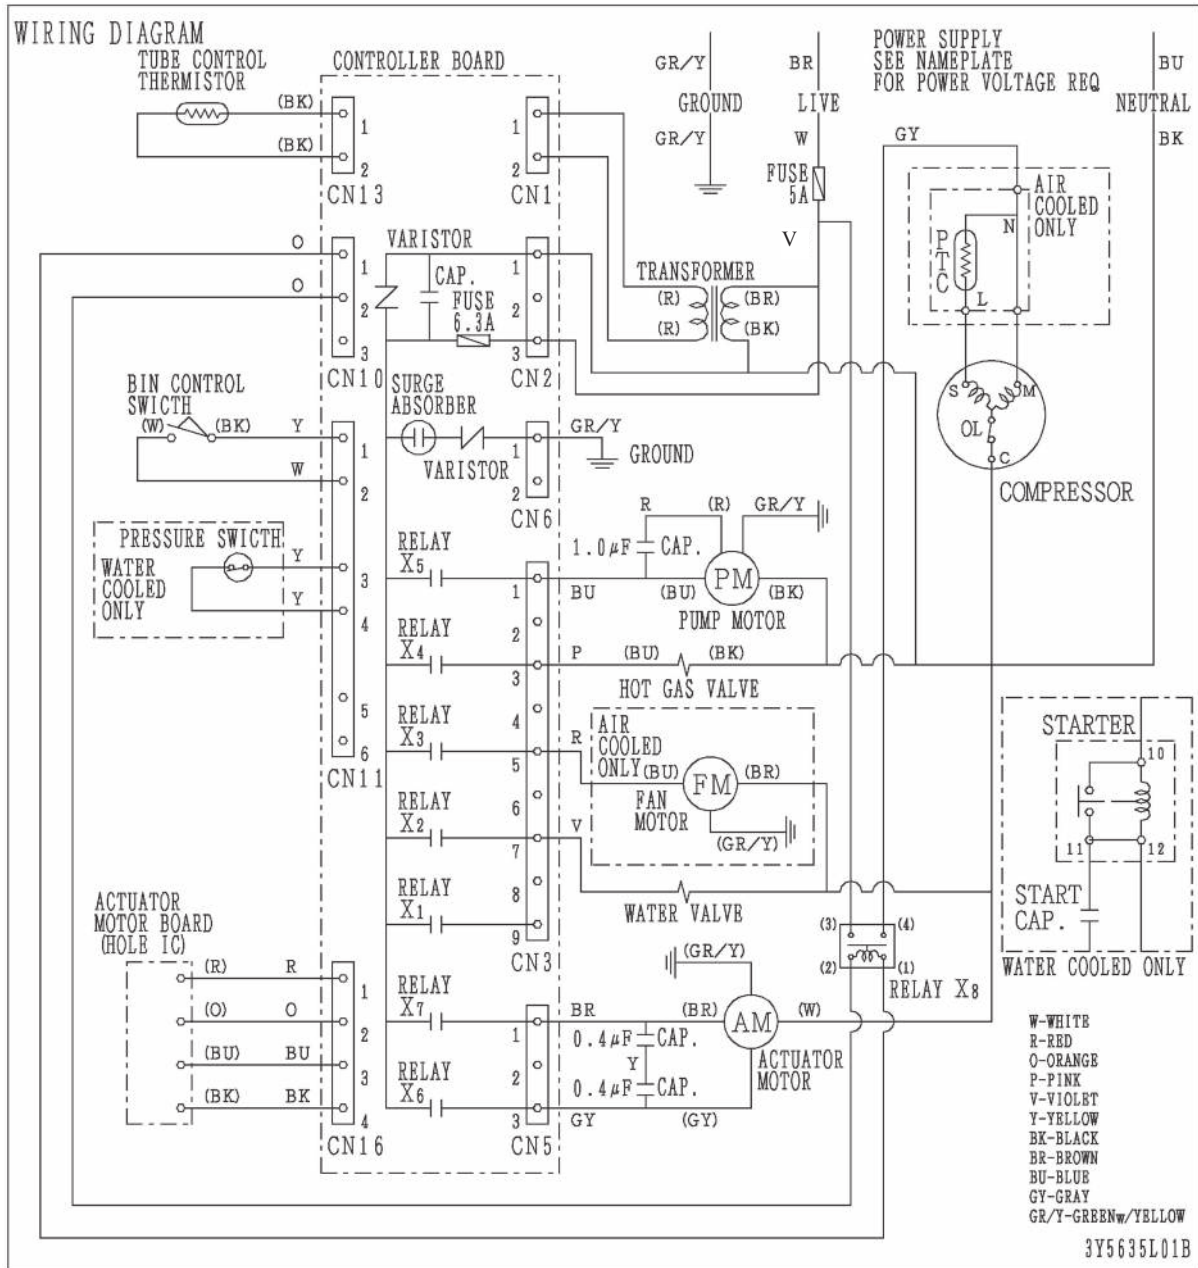 WIRING DIAGRAM
TUBE CONTROL
THERMISTOR
CONTROLLER BOARD
(BK)
(BK)
1
2
CN13
1
2
CN1
GR/Y
GROUND
GR/Y
BR
LIVE
W
FUSE
5A
V
POWER SUPPLY
SEE NAMEPLATE
FOR POWER VOLTAGE REQ
BU
NEUTRAL
BK
GY
AIR
COOLED
ONLY
N
PTC
L
O
O
1
2
3
CN10
VARISTOR
CAP.
FUSE
6.3A
1
2
3
CN2
TRANSFORMER
(R)
(BR)
(R)
(BK)
S
M
OL
C
COMPRESSOR
BIN CONTROL
SWICTH
(W)
(BK)
Y
W
1
2
SURGE
ABSORBER
VARISTOR
1
2
CN6
GR/Y
GROUND
PRESSURE SWICTH
WATER
COOLED
ONLY
Y
Y
3
4
5
6
CN11
RELAY
X5
RELAY
X4
RELAY
X3
RELAY
X2
RELAY
X1
1
2
3
4
5
6
7
8
9
CN3
R
(R)
GR/Y
1.0μF
CAP.
BU
(BU)
PM
(BK)
PUMP MOTOR
P
(BU)
(BK)
HOT GAS VALVE
R
AIR
COOLED
ONLY
(BU)
FM
(BR)
FAN
MOTOR
(GR/Y)
V
WATER VALVE
STARTER
10
11
12
START
CAP.
WATER COOLED ONLY
(3)
(4)
(2)
(1)
RELAY X8
ACTUATOR
MOTOR BOARD
(HOLE IC)
(R)
R
(O)
O
(BU)
BU
(BK)
BK
1
2
3
4
CN16
RELAY
X7
RELAY
X6
1
2
3
CN5
(GR/Y)
BR
(BR)
AM
(W)
0.4μF
CAP.
Y
0.4μF
CAP.
ACTUATOR
MOTOR
GY
(GY)
W-WHITE
R-RED
O-ORANGE
P-PINK
V-VIOLET
Y-YELLOW
BK-BLACK
BR-BROWN
BU-BLUE
GY-GRAY
GR/Y-GREENw/YELLOW
3Y5635L01B